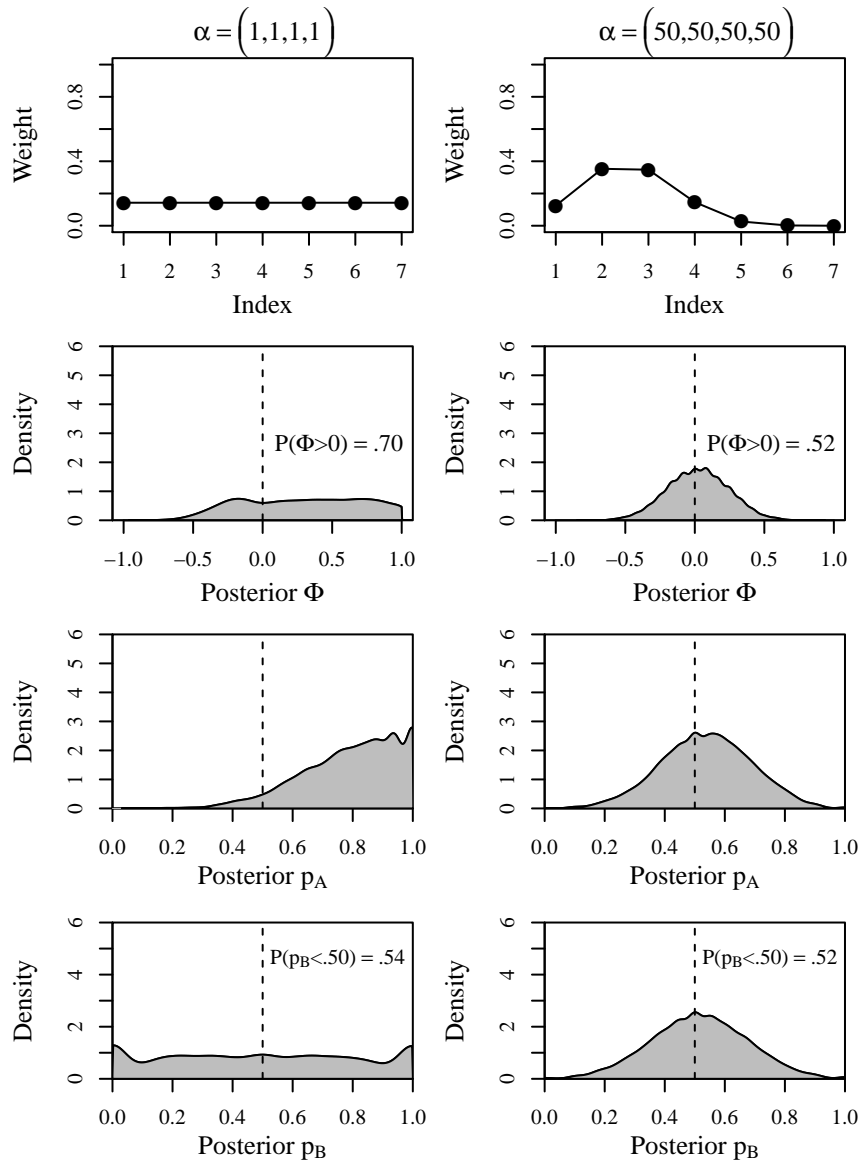 α = (1,1,1,1)
α = (50,50,50,50)
Weight
0.0 0.4 0.8
1 2 3 4 5 6 7
Index
Weight
0.0 0.4 0.8
1 2 3 4 5 6 7
Index
Density
0 1 2 3 4 5 6
P(Φ>0) = .70
−1.0 −0.5 0.0 0.5 1.0
Posterior Φ
Density
0 1 2 3 4 5 6
P(Φ>0) = .52
−1.0 −0.5 0.0 0.5 1.0
Posterior Φ
Density
0 1 2 3 4 5 6
0.0 0.2 0.4 0.6 0.8 1.0
Posterior p_A
Density
0 1 2 3 4 5 6
0.0 0.2 0.4 0.6 0.8 1.0
Posterior p_A
Density
0 2 4 6
P(p_B<.50) = .54
0.0 0.2 0.4 0.6 0.8 1.0
Posterior p_B
Density
0 2 4 6
P(p_B<.50) = .52
0.0 0.2 0.4 0.6 0.8 1.0
Posterior p_B